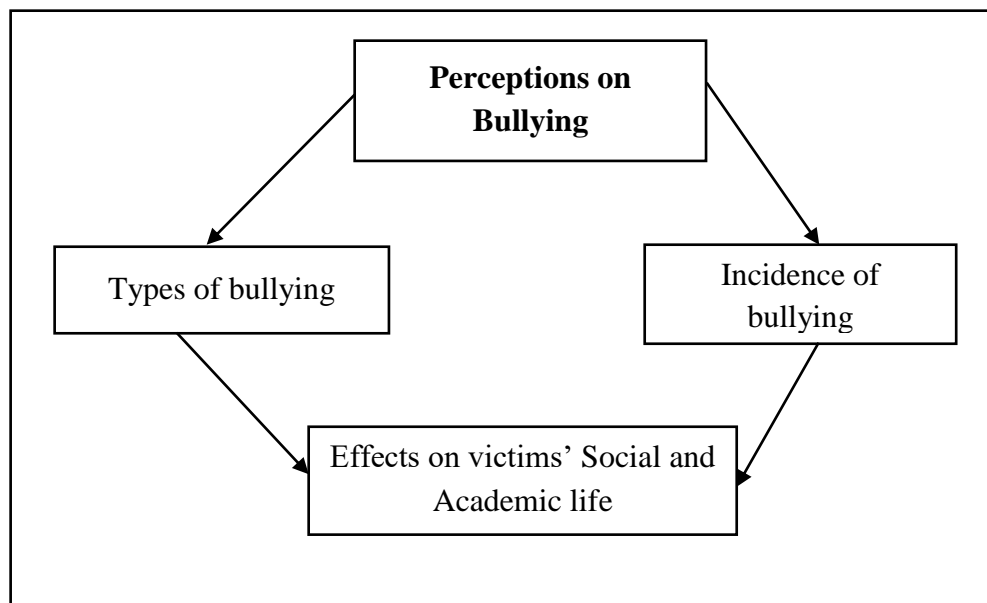 Perceptions on
Bullying
Types of bullying
Incidence of
bullying
Effects on victims’ Social and
Academic life